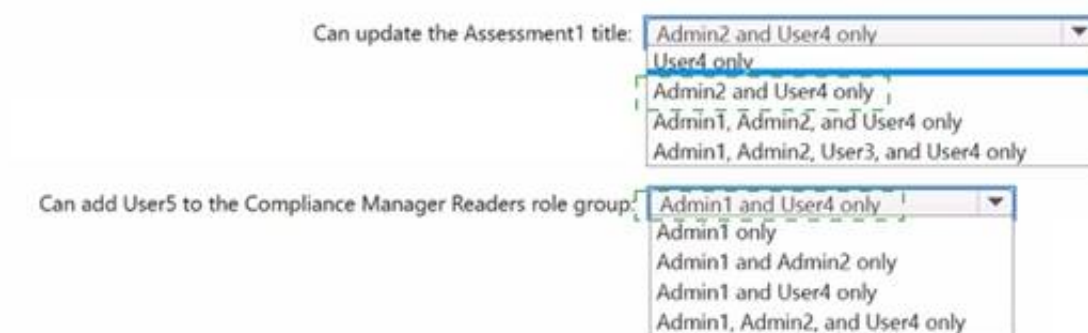 Can update the Assessment1 title: Admin2 and User4 only
User4 only
Admin2 and User4 only
Admin1, Admin2, and User4 only
Admin1, Admin2, User3, and User4 only
Can add User5 to the Compliance Manager Readers role group: Admin1 and User4 only
Admin1 only
Admin1 and Admin2 only
Admin1 and User4 only
Admin1, Admin2, and User4 only